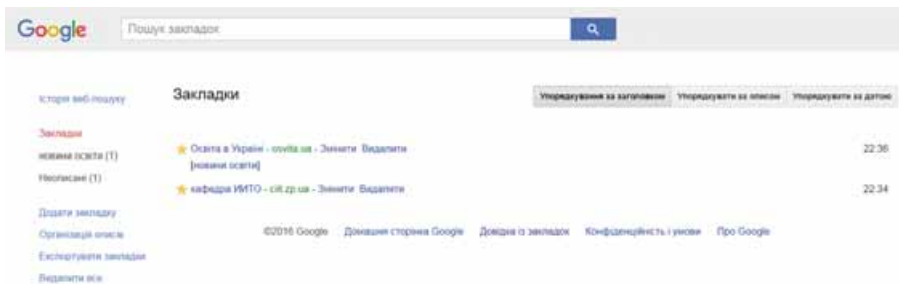 Google
Пошук закладок
Історія веб-пошуку
Закладки
Упорядкування за заголовком Упорядкувати за описом Упорядкувати за датою
Закладки
новини освіти (1)
Неописані (1)
Додати закладку
Організація описів
Експортувати закладки
Видалити все
Освіта в Україні - osvita.ua - Змінити Видалити 22:36
[новини освіти]
кафедра ИМТО - ciit.zp.ua - Змінити Видалити 22:34
©2016 Google Домашня сторінка Google Довідка із закладок Конфіденційність і умови Про Google